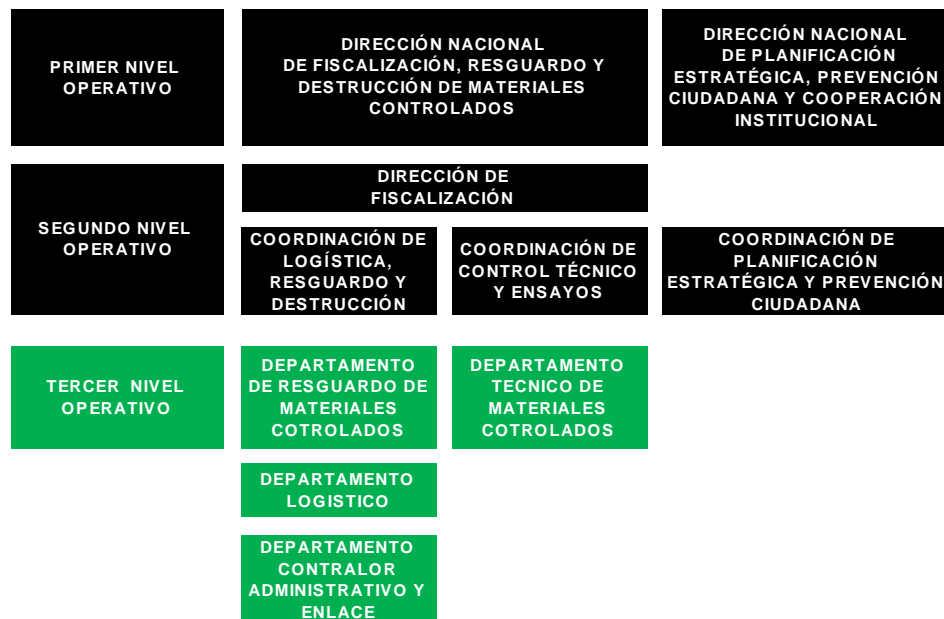 PRIMER NIVEL
OPERATIVO
DIRECCIÓN NACIONAL
DE FISCALIZACIÓN, RESGUARDO Y
DESTRUCCIÓN DE MATERIALES
CONTROLADOS
DIRECCIÓN NACIONAL
DE PLANIFICACIÓN
ESTRATÉGICA, PREVENCIÓN
CIUDADANA Y COOPERACIÓN
INSTITUCIONAL
SEGUNDO NIVEL
OPERATIVO
DIRECCIÓN DE
FISCALIZACIÓN
COORDINACIÓN DE
LOGÍSTICA,
RESGUARDO Y
DESTRUCCIÓN
COORDINACIÓN DE
CONTROL TÉCNICO
Y ENSAYOS
COORDINACIÓN DE
PLANIFICACIÓN
ESTRATÉGICA Y PREVENCIÓN
CIUDADANA
TERCER NIVEL
OPERATIVO
DEPARTAMENTO
DE RESGUARDO DE
MATERIALES
COTROLADOS
DEPARTAMENTO
TECNICO DE
MATERIALES
COTROLADOS
DEPARTAMENTO
LOGISTICO
DEPARTAMENTO
CONTRALOR
ADMINISTRATIVO Y
ENLACE